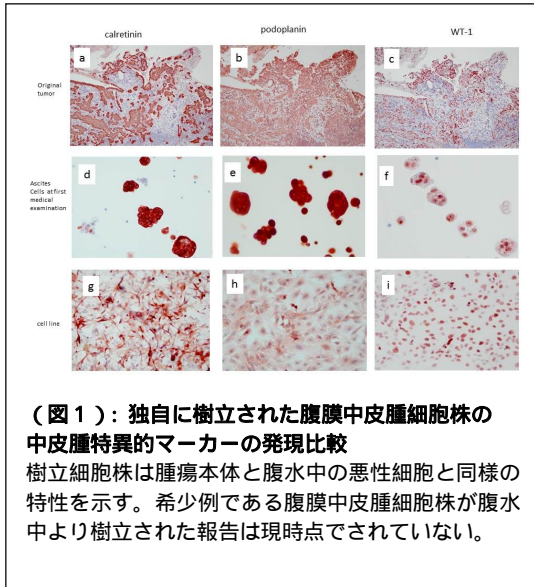 calretinin podoplanin WT-1
a b c
Original
tumor
d e f
Ascites
Cells at first
medical
examination
g h i
cell line
(図1): 独自に樹立された腹膜中皮腫細胞株の
中皮腫特異的マーカーの発現比較
樹立細胞株は腫瘍本体と腹水中の悪性細胞と同様の
特性を示す。希少例である腹膜中皮腫細胞株が腹水
中より樹立された報告は現時点でされていない。